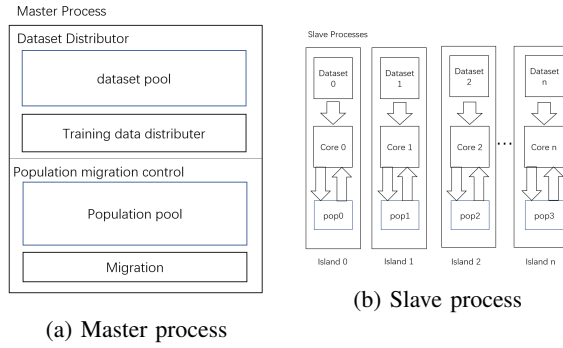 Master Process
Dataset Distributor
dataset pool
Training data distributer
Population migration control
Population pool
Migration
(a) Master process
Slave Processes
Dataset
0
Dataset
1
Dataset
2
Dataset
n
Core 0
Core 1
Core 2
...
Core n
pop0
pop1
pop2
pop3
Island 0
Island 1
Island 2
Island n
(b) Slave process